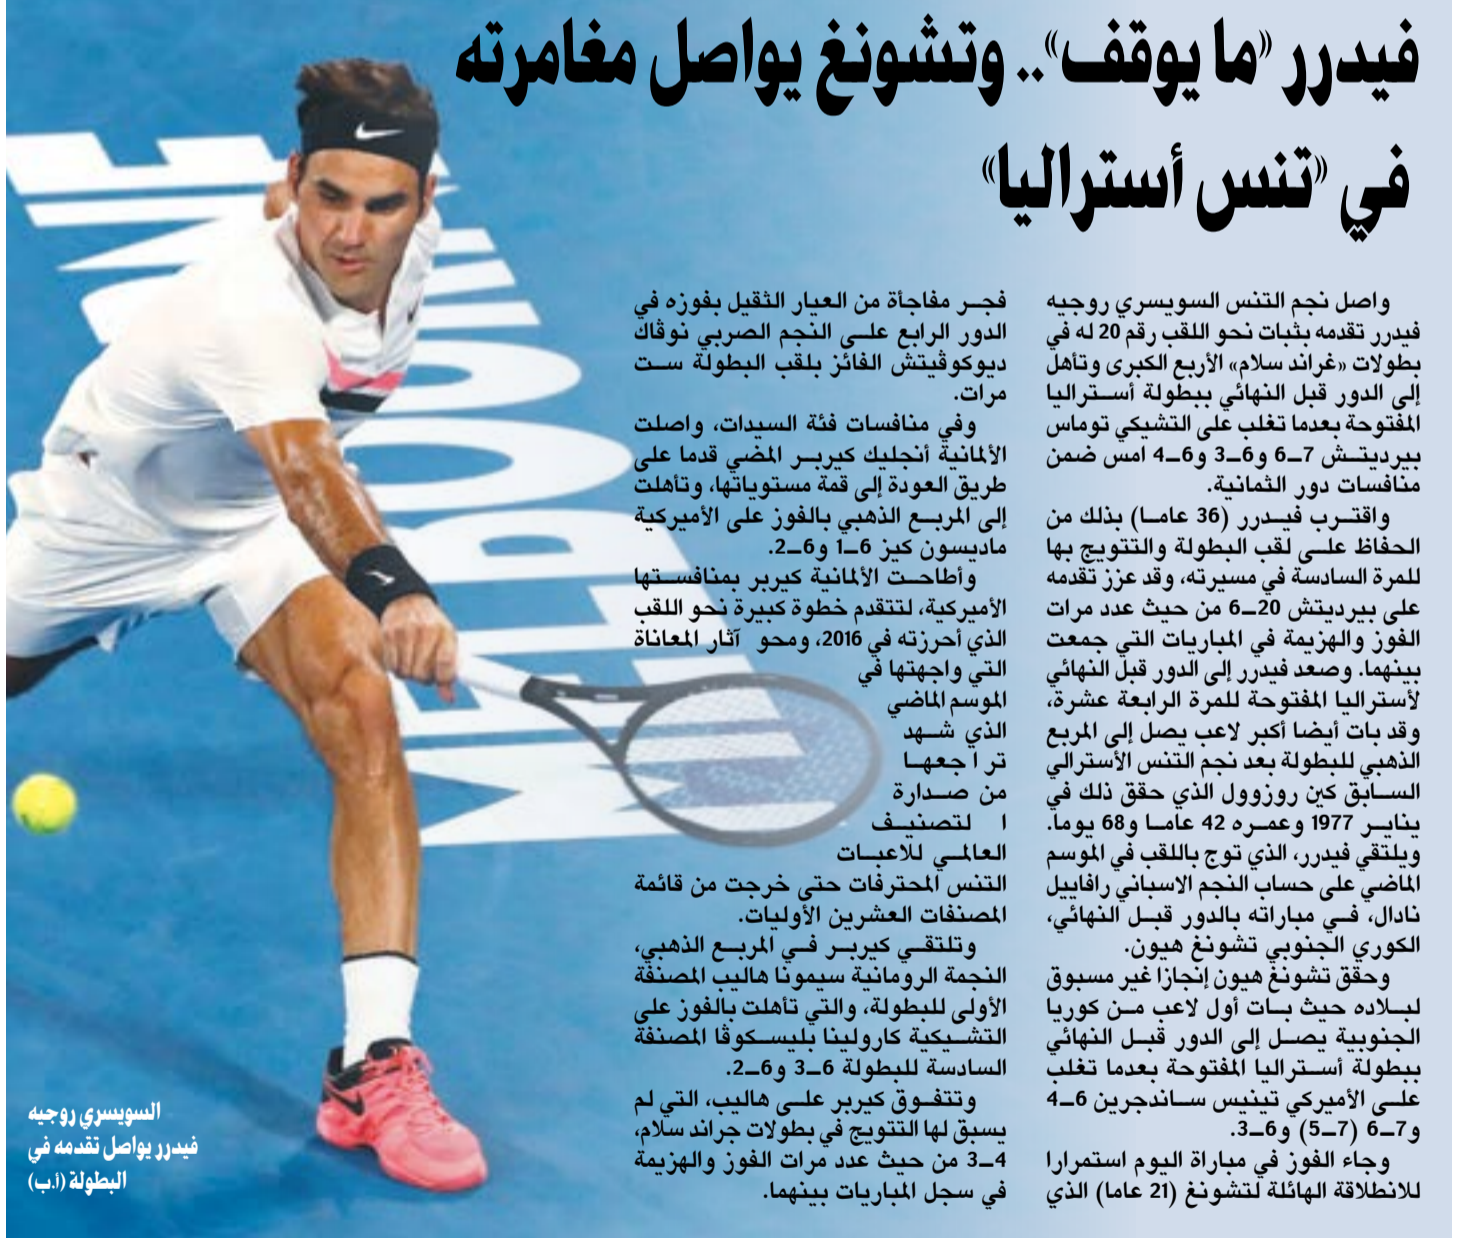 فيدرر «ما يوقف».. وتشونغ يواصل مغامرته
في «تنس أستراليا»
واصل نجم التنس السويسري روجيه
فيدرر تقدمه بثبات نحو اللقب رقم 20 له في
بطولات «غراند سلام» الأربع الكبرى وتأهل
إلى الدور قبل النهائي ببطولة أستراليا
المفتوحة بعدما تغلب على التشيكي توماس
بيرديتش 7–6 و6–3 و6–4 امس ضمن
منافسات دور الثمانية.
واقترب فيدرر (36 عاما) بذلك من
الحفاظ على لقب البطولة والتتويج بها
للمرة السادسة في مسيرته، وقد عزز تقدمه
على بيرديتش 20–6 من حيث عدد مرات
الفوز والهزيمة في المباريات التي جمعت
بينهما. وصعد فيدرر إلى الدور قبل النهائي
لأستراليا المفتوحة للمرة الرابعة عشرة،
وقد بات أيضا أكبر لاعب يصل إلى المربع
الذهبي للبطولة بعد نجم التنس الأسترالي
السابق كين روزوول الذي حقق ذلك في
يناير 1977 وعمره 42 عاما و68 يوما.
ويلتقي فيدرر، الذي توج باللقب في الموسم
الماضي على حساب النجم الاسباني رافاييل
نادال، في مباراته بالدور قبل النهائي،
الكوري الجنوبي تشونغ هيون.
وحقق تشونغ هيون إنجازا غير مسبوق
لبلاده حيث بات أول لاعب من كوريا
الجنوبية يصل إلى الدور قبل النهائي
ببطولة أستراليا المفتوحة بعدما تغلب
على الأميركي تينيس ساندجرين 6–4
و7–6 (7–5) و6–3.
وجاء الفوز في مباراة اليوم استمرارا
للانطلاقة الهائلة لتشونغ (21 عاما) الذي
فجر مفاجأة من العيار الثقيل بفوزه في
الدور الرابع على النجم الصربي نوڤاك
ديوكوڤيتش الفائز بلقب البطولة ست
مرات.
وفي منافسات فئة السيدات، واصلت
الألمانية أنجليك كيربر المضي قدما على
طريق العودة إلى قمة مستوياتها، وتأهلت
إلى المربع الذهبي بالفوز على الأميركية
ماديسون كيز 6–1 و6–2.
وأطاحت الألمانية كيربر بمنافستها
الأميركية، لتتقدم خطوة كبيرة نحو اللقب
الذي أحرزته في 2016، ومحو آثار المعاناة
التي واجهتها في
الموسم الماضي
الذي شهد
تراجعها
من صدارة
ا لتصنيف
العالمي للاعبات
التنس المحترفات حتى خرجت من قائمة
المصنفات العشرين الأوليات.
وتلتقي كيربر في المربع الذهبي،
النجمة الرومانية سيمونا هاليب المصنفة
الأولى للبطولة، والتي تأهلت بالفوز على
التشيكية كارولينا بليسكوڤا المصنفة
السادسة للبطولة 6–3 و6–2.
وتتفوق كيربر على هاليب، التي لم
يسبق لها التتويج في بطولات جراند سلام،
4–3 من حيث عدد مرات الفوز والهزيمة
في سجل المباريات بينهما.
MELBOURNE
السويسري روجيه
فيدرر يواصل تقدمه في
البطولة (أ.ب)